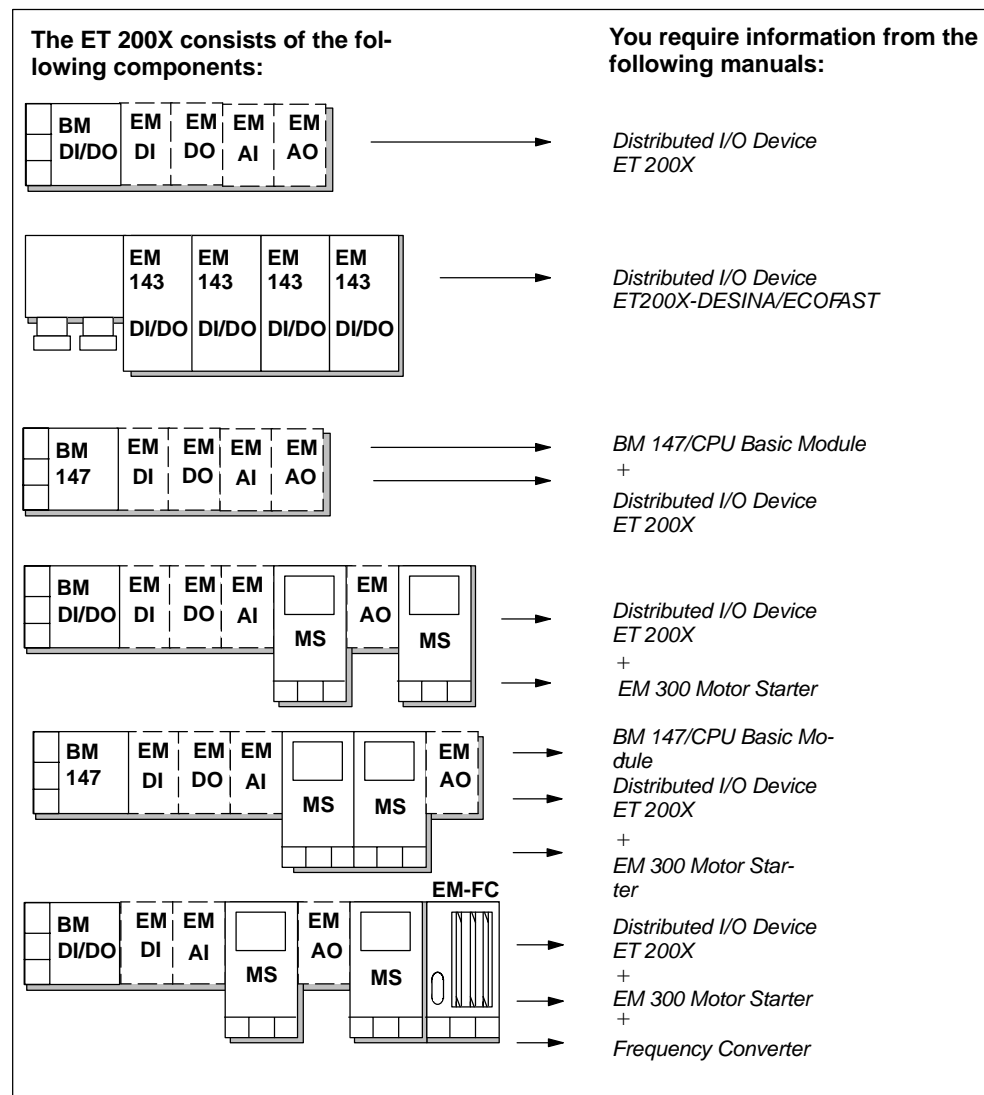 The ET 200X consists of the fol-
lowing components:
You require information from the
following manuals:
BM EM EM EM EM
DI/DO DI DO AI AO
Distributed I/O Device
ET 200X
EM EM EM EM
143 143 143 143
DI/DO DI/DO DI/DO DI/DO
Distributed I/O Device
ET200X-DESINA/ECOFAST
BM EM EM EM EM
147 DI DO AI AO
BM 147/CPU Basic Module
+
Distributed I/O Device
ET 200X
BM EM EM EM EM
DI/DO DI DO AI AO
MS MS
Distributed I/O Device
ET 200X
+
EM 300 Motor Starter
BM EM EM EM EM
147 DI DO AI AO
MS MS
BM 147/CPU Basic Mo-
dule
Distributed I/O Device
ET 200X
+
EM 300 Motor Star-
ter
EM-FC
BM EM EM EM
DI/DO DI AI AO
MS MS
Distributed I/O Device
ET 200X
+
EM 300 Motor Starter
+
Frequency Converter